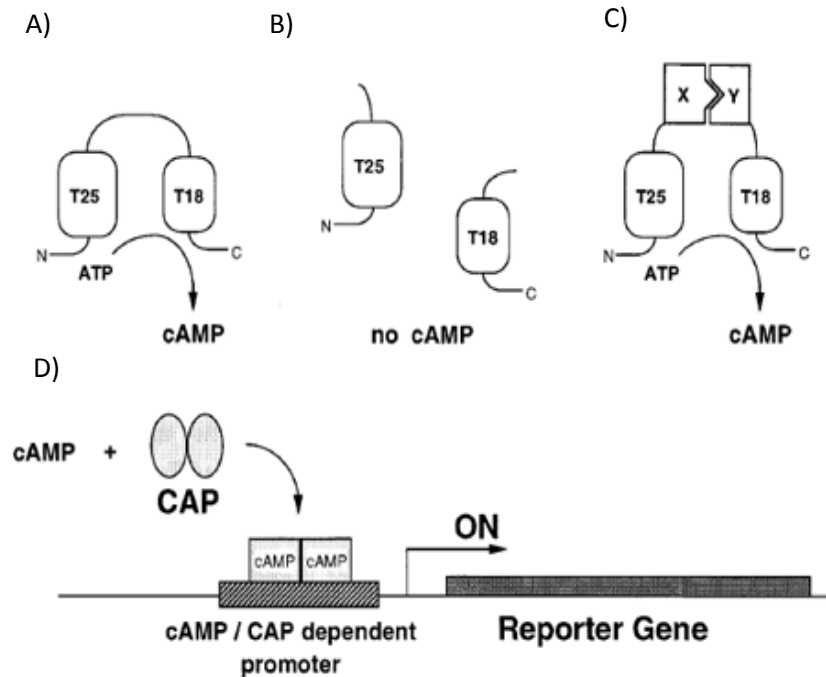 A)
B)
C)
T25
T18
N
C
ATP
cAMP
T25
T18
N
C
no cAMP
X
Y
T25
T18
N
C
ATP
cAMP
D)
cAMP + CAP
ON
cAMP cAMP
cAMP / CAP dependent
promoter
Reporter Gene